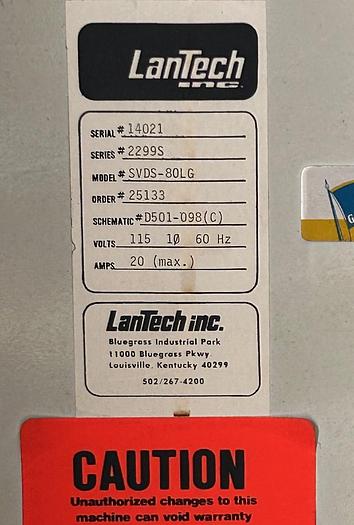 LanTech
inc.
SERIAL # 14021
SERIES # 2299S
MODEL # SVDS-80LG
ORDER # 25133
SCHEMATIC # D501-098(C)
VOLTS 115 1Ø 60 Hz
AMPS 20 (max.)
LanTech inc.
Bluegrass Industrial Park
11000 Bluegrass Pkwy.
Louisville, Kentucky 40299
502/267-4200
CAUTION
Unauthorized changes to this
machine can void warranty